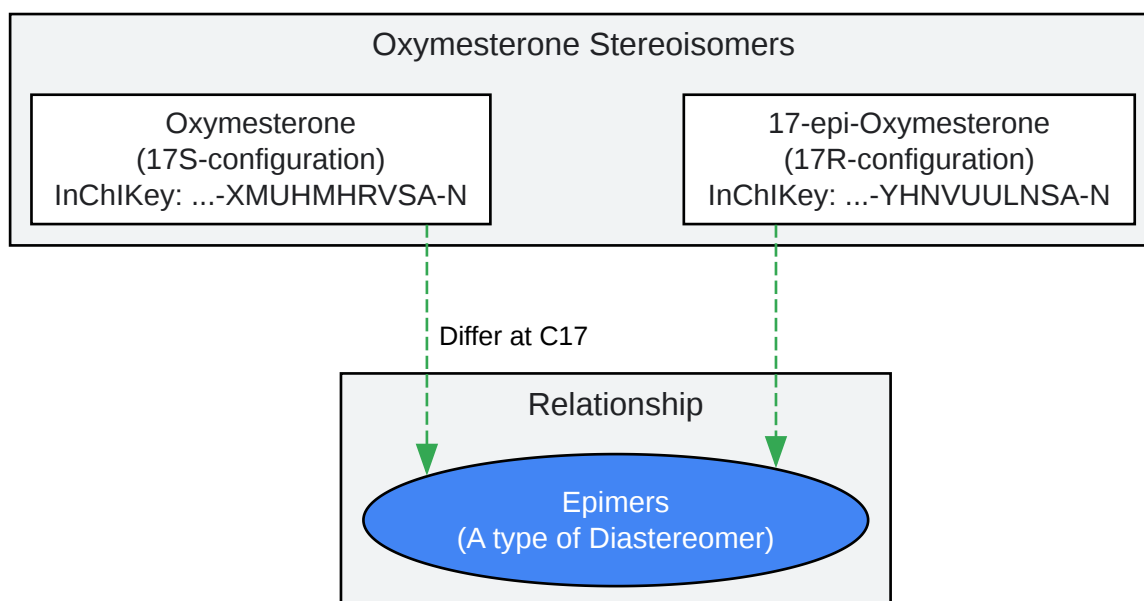 Oxymesterone Stereoisomers
Oxymesterone
(17S-configuration)
InChIKey: ...-XMUHMHRVSA-N
17-epi-Oxymesterone
(17R-configuration)
InChIKey: ...-YHNVUULNSA-N
Differ at C17
Relationship
Epimers
(A type of Diastereomer)